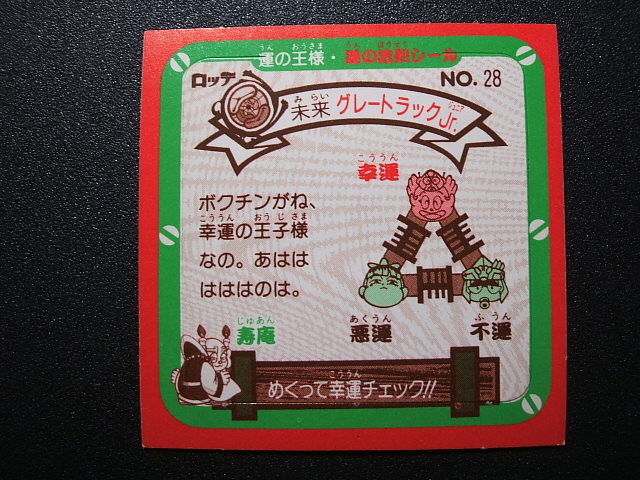 運の王様・謎の秘紋シール
ロッテ
NO. 28
未来 グレートラックJr.
幸運
ボクチンがね、
幸運の王子様
なの。あはは
はははのは。
寿庵
悪運
不運
めくって幸運チェック!!